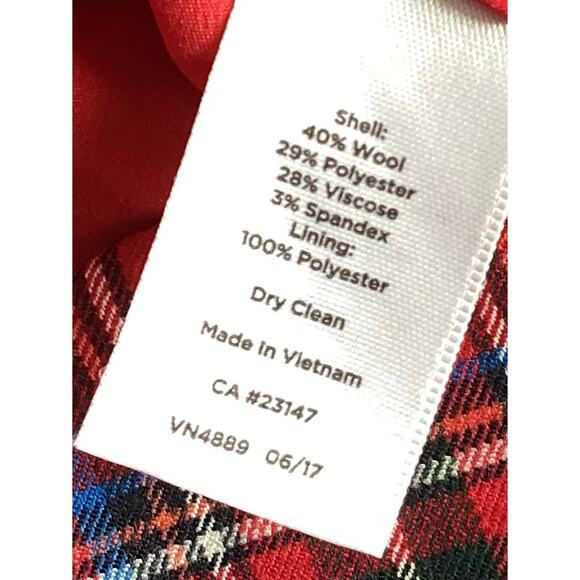 Shell:
40% Wool
29% Polyester
28% Viscose
3% Spandex
Lining:
100% Polyester
Dry Clean
Made in Vietnam
CA #23147
VN4889 06/17